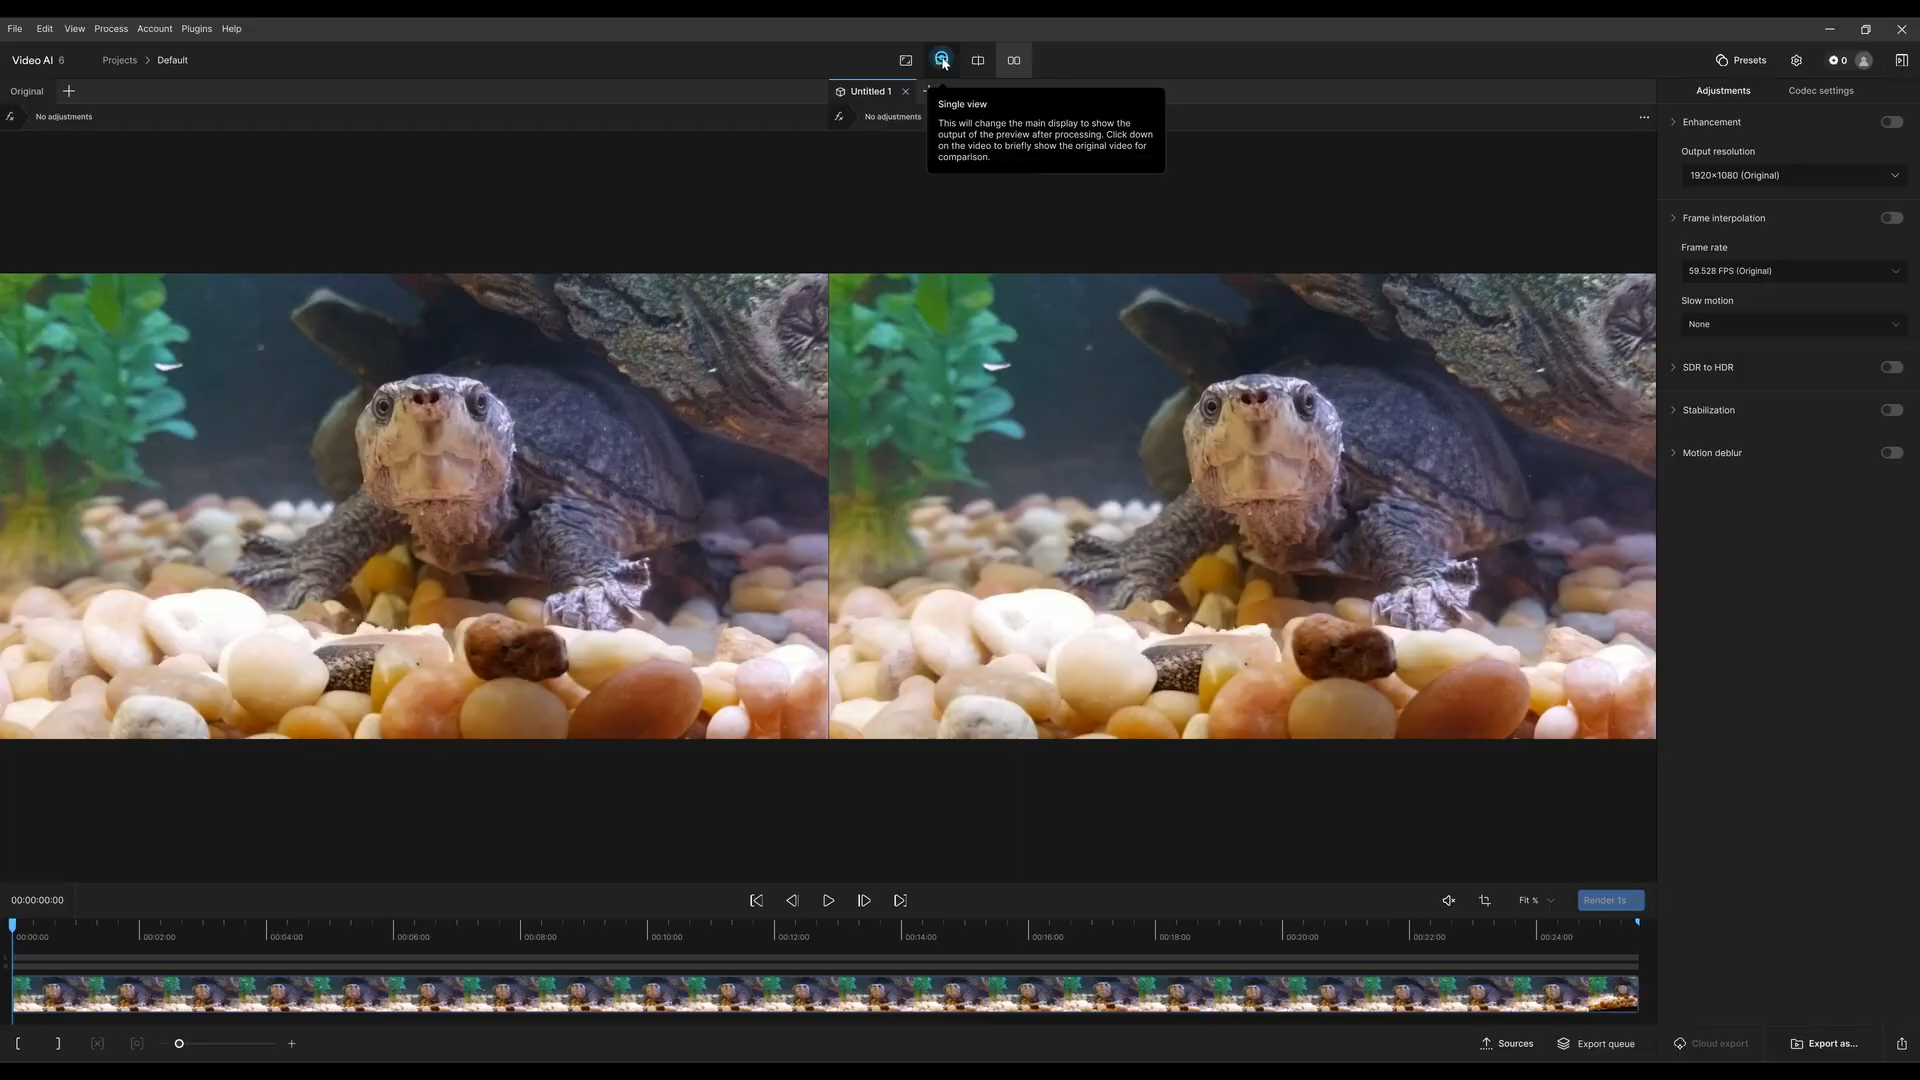 File Edit View Process Account Plugins Help
Video AI 6 Projects > Default Presets 0
Original Untitled 1 Adjustments Codec settings
No adjustments No adjustments
Single view
This will change the main display to show the
output of the preview after processing. Click down
on the video to briefly show the original video for
comparison.
Enhancement
Output resolution
1920×1080 (Original)
Frame interpolation
Frame rate
59.528 FPS (Original)
Slow motion
None
SDR to HDR
Stabilization
Motion deblur
00:00:00:00 Fit % Render 1s
00:00:00 00:02:00 00:04:00 00:06:00 00:08:00 00:10:00 00:12:00 00:14:00 00:16:00 00:18:00 00:20:00 00:22:00 00:24:00
L
R
Sources Export queue Cloud export Export as...